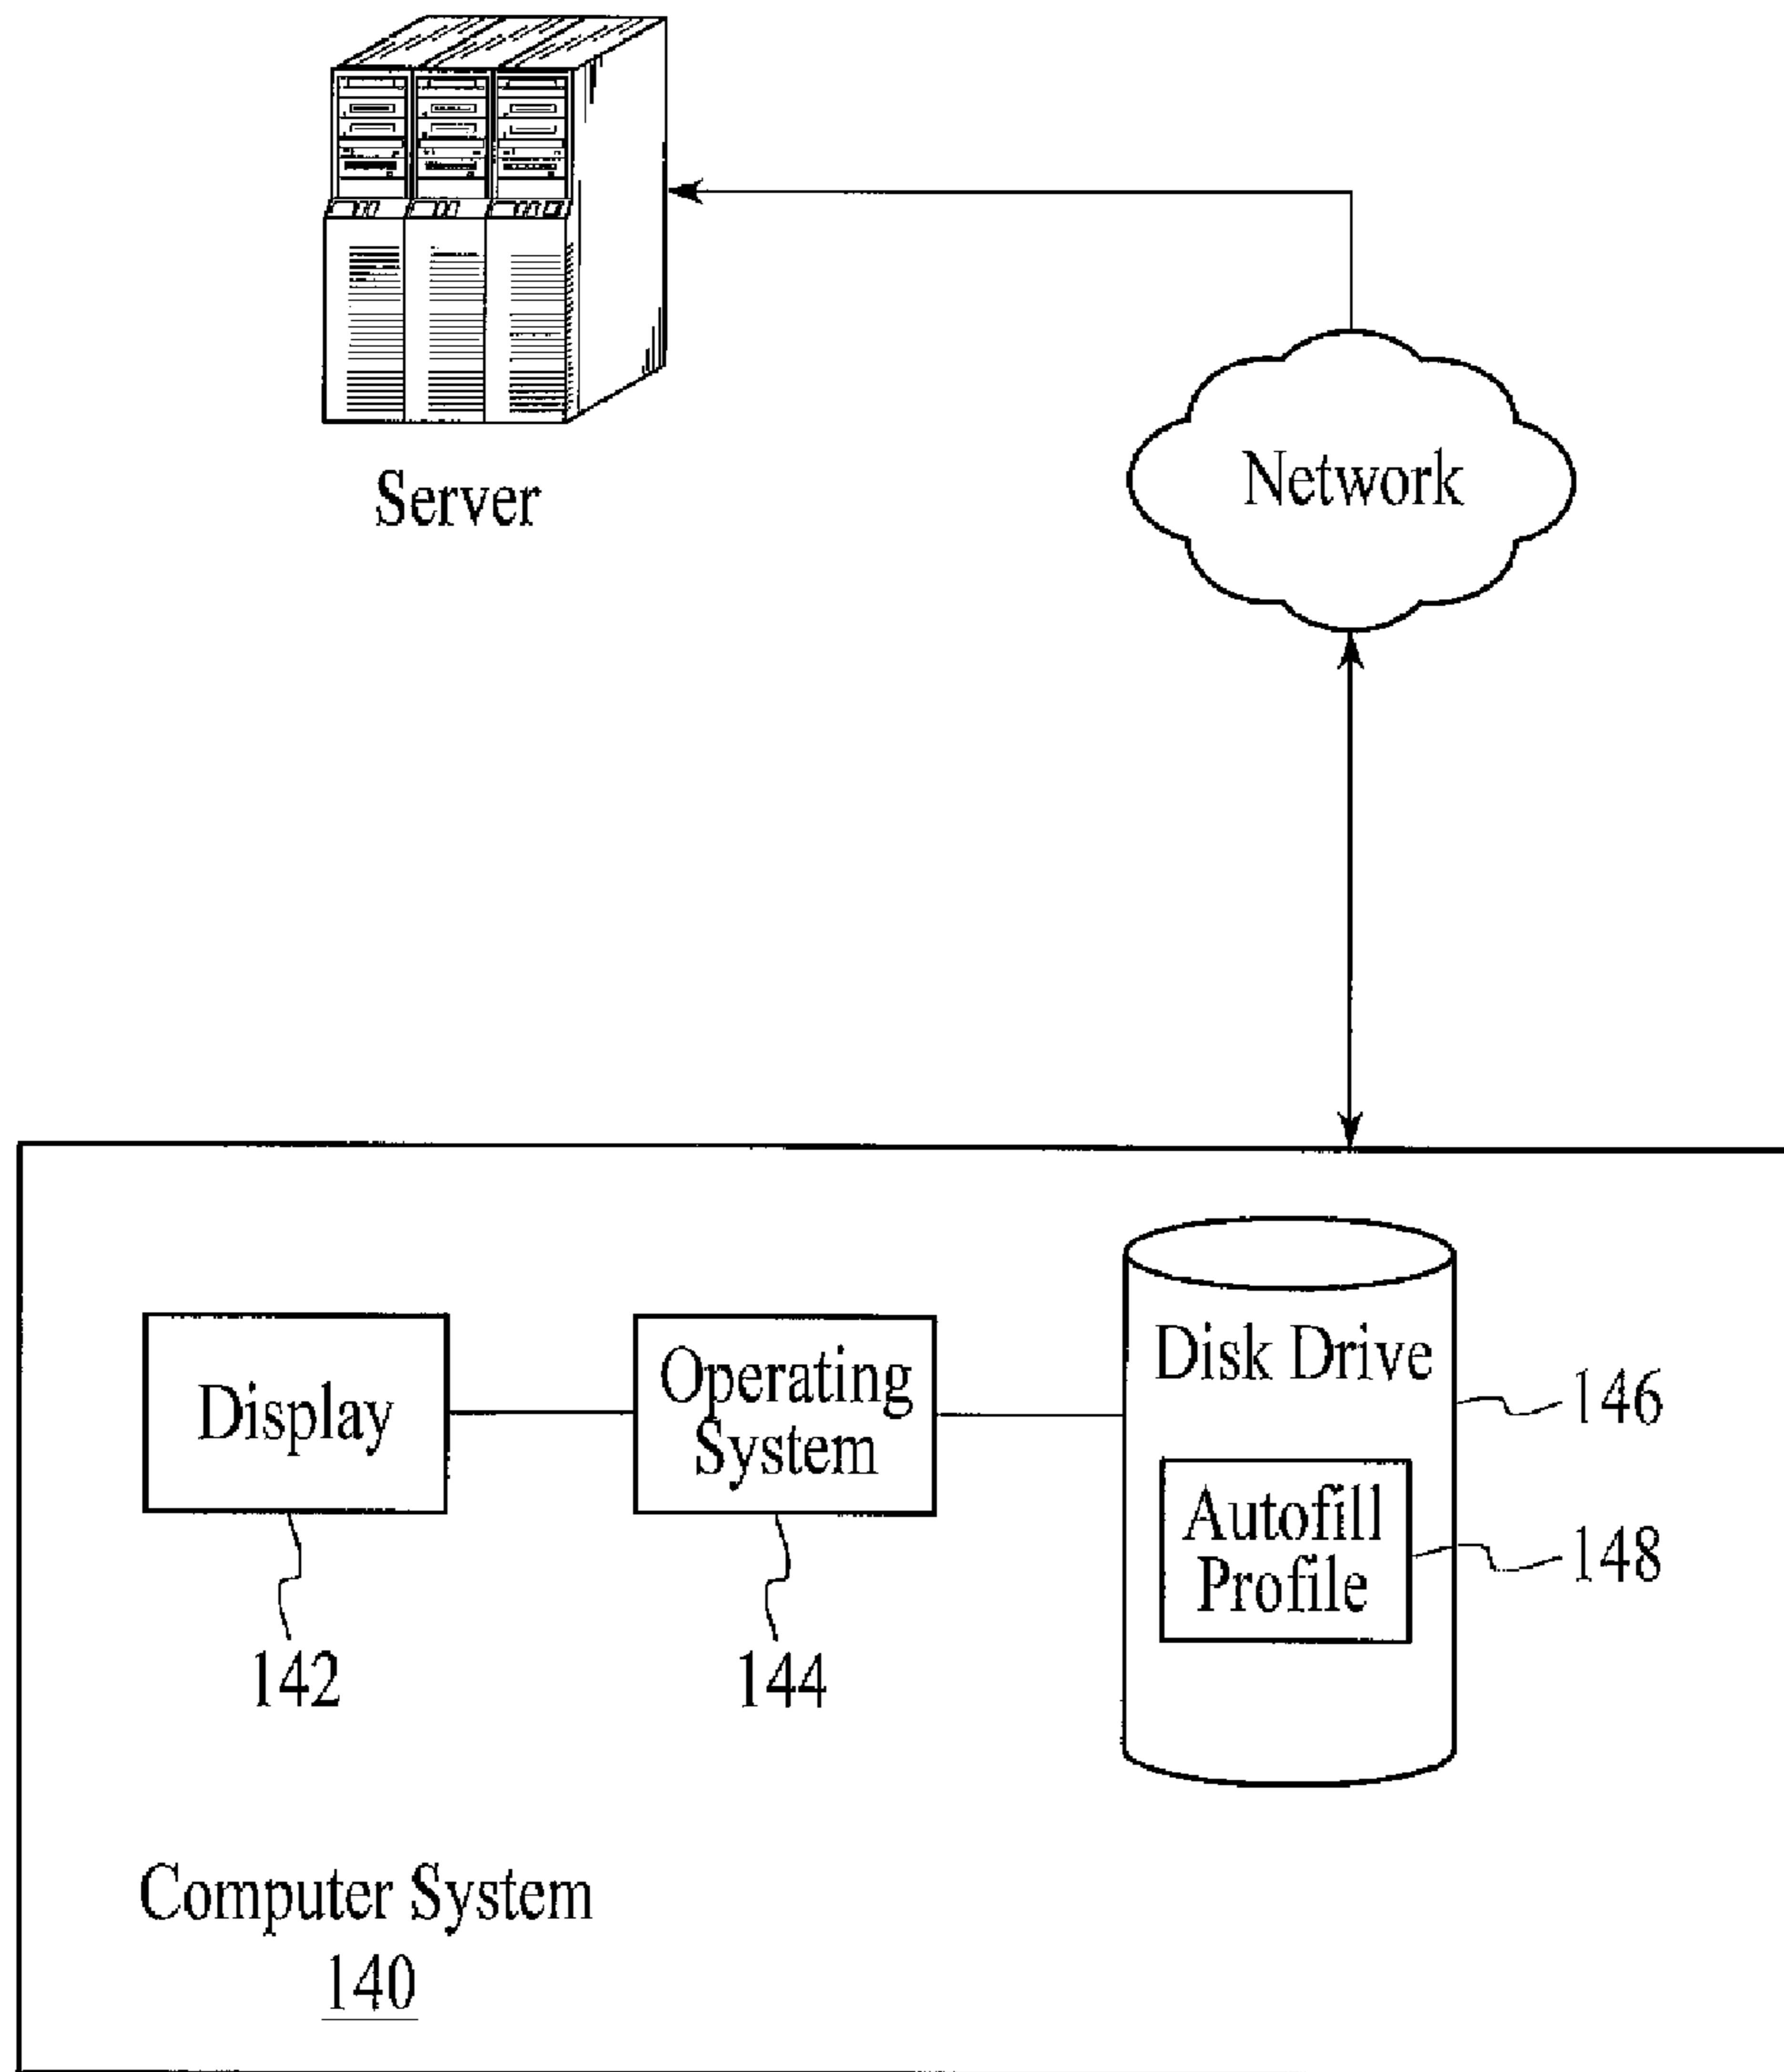 Server
Network
Display
Operating
System
Disk Drive
146
Autofill
Profile
148
142
144
Computer System
140